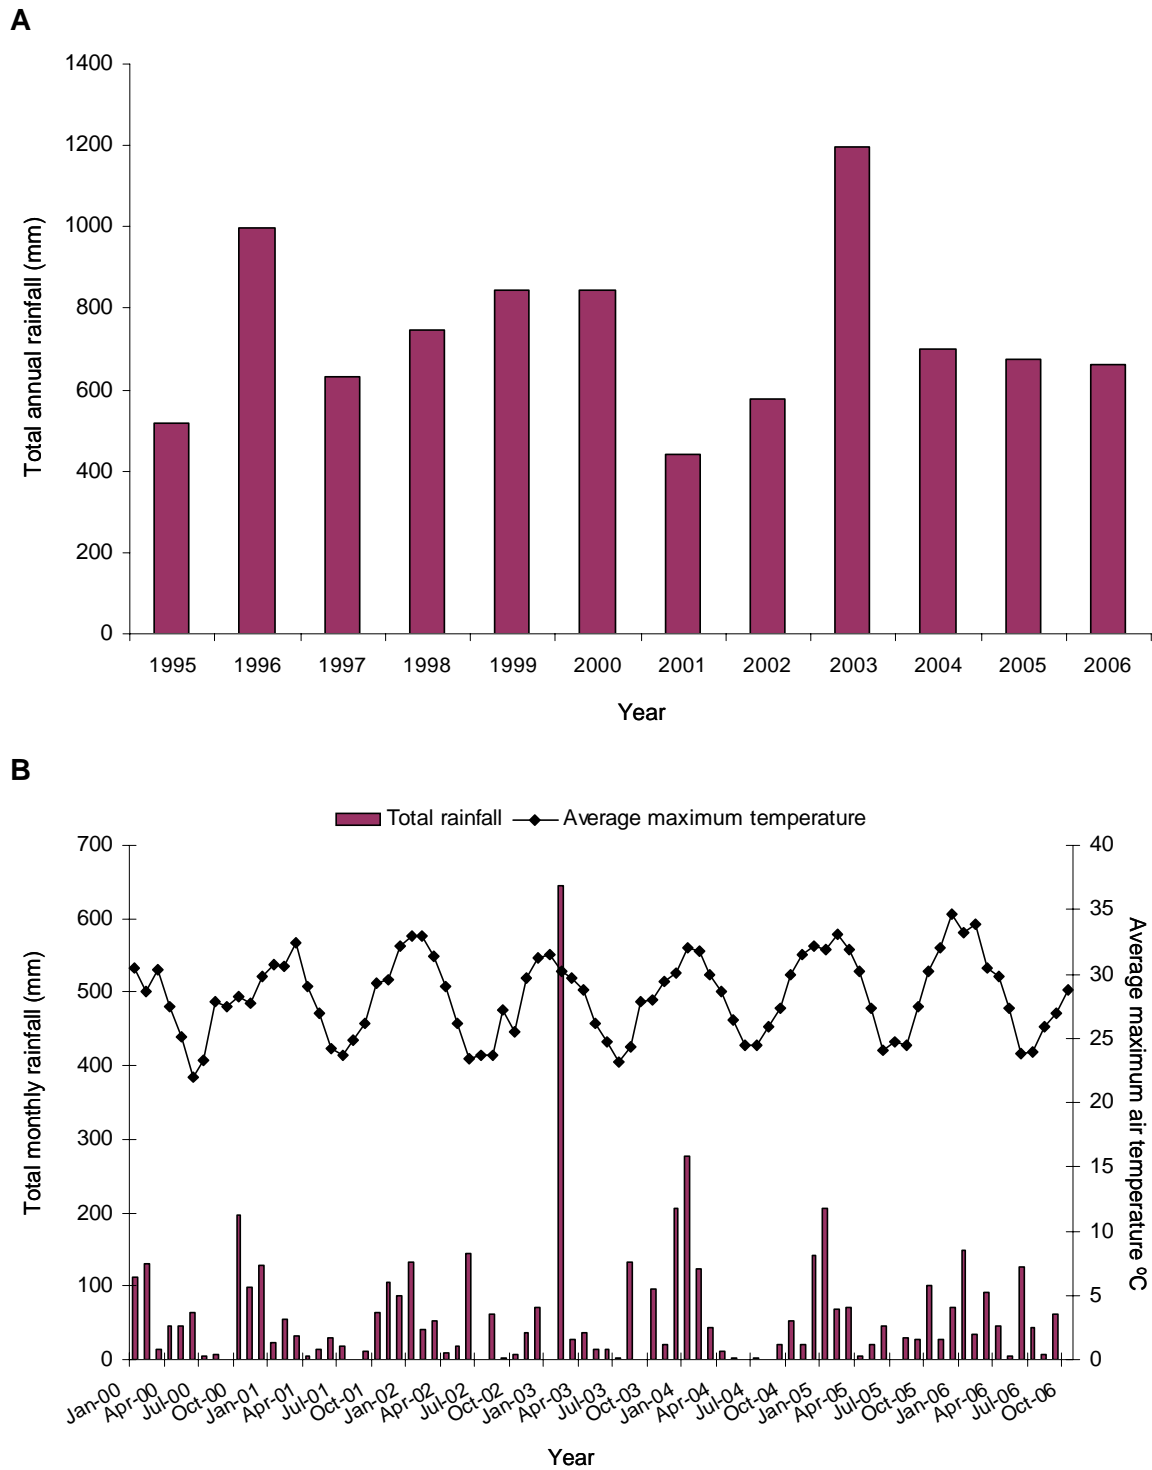 A
Total annual rainfall (mm)
1400
1200
1000
800
600
400
200
0
1995 1996 1997 1998 1999 2000 2001 2002 2003 2004 2005 2006
Year
B
Total rainfall Average maximum temperature
Total monthly rainfall (mm)
700
600
500
400
300
200
100
0
40
35
30
25
20
15
10
5
0
Average maximum air temperature ºC
Jan-00 Apr-00 Jul-00 Oct-00 Jan-01 Apr-01 Jul-01 Oct-01 Jan-02 Apr-02 Jul-02 Oct-02 Jan-03 Apr-03 Jul-03 Oct-03 Jan-04 Apr-04 Jul-04 Oct-04 Jan-05 Apr-05 Jul-05 Oct-05 Jan-06 Apr-06 Jul-06 Oct-06
Year